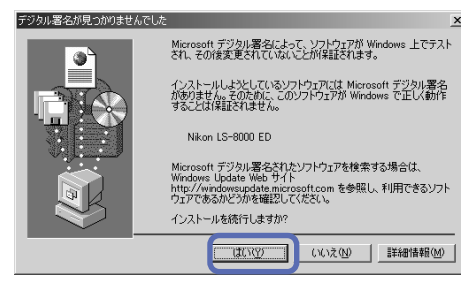 デジタル署名が見つかりませんでした
Microsoft デジタル署名によって、ソフトウェアが Windows 上でテスト
され、その後変更されていないことが保証されます。
インストールしようとしているソフトウェアには Microsoft デジタル署名
がありません。そのために、このソフトウェアが Windows で正しく動作
することは保証されません。
Nikon LS-8000 ED
Microsoft デジタル署名されたソフトウェアを検索する場合は、
Windows Update Web サイト
http://windowsupdate.microsoft.com を参照し、利用できるソフト
ウェアであるかどうかを確認してください。
インストールを続行しますか?
はい(Y) いいえ(N) 詳細情報(M)